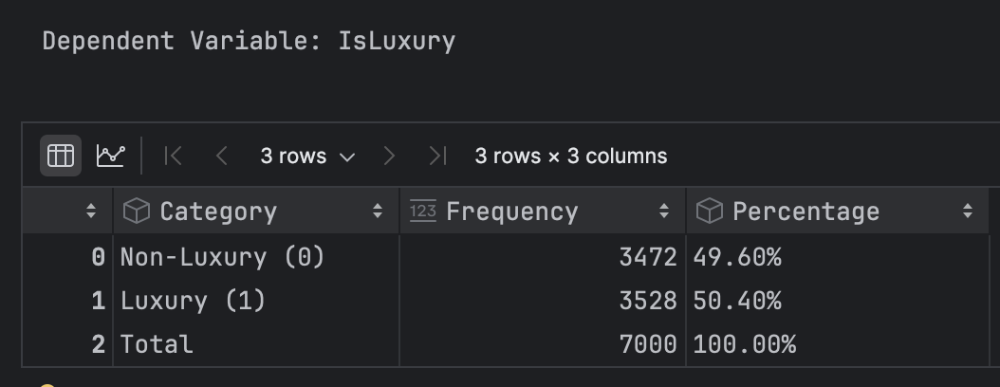 Dependent Variable: IsLuxury
3 rows 3 rows × 3 columns
123
Category Frequency Percentage
0 Non-Luxury (0) 3472 49.60%
1 Luxury (1) 3528 50.40%
2 Total 7000 100.00%